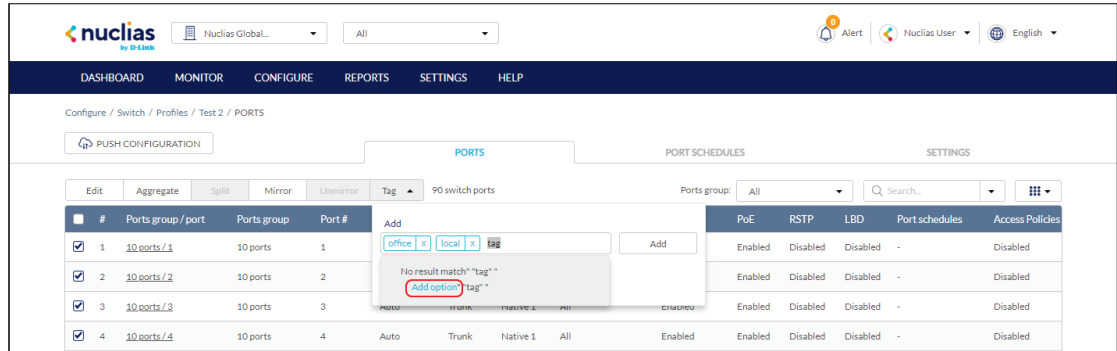 nuclias
by D-Link
Nuclias Global...
All
0
Alert
Nuclias User
English
DASHBOARD MONITOR CONFIGURE REPORTS SETTINGS HELP
Configure / Switch / Profiles / Test 2 / PORTS
PUSH CONFIGURATION
PORTS
PORT SCHEDULES
SETTINGS
Edit Aggregate Split Mirror Unmirror Tag 90 switch ports Ports group: All Search...
# Ports group / port Ports group Port # PoE RSTP LBD Port schedules Access Policies
Add
office x local x tag Add
No result match" "tag" "
Add option" "tag" "
1 10 ports / 1 10 ports 1 Enabled Disabled Disabled - Disabled
2 10 ports / 2 10 ports 2 Enabled Disabled Disabled - Disabled
3 10 ports / 3 10 ports 3 Auto Trunk Native 1 All Enabled Enabled Disabled Disabled - Disabled
4 10 ports / 4 10 ports 4 Auto Trunk Native 1 All Enabled Enabled Disabled Disabled - Disabled